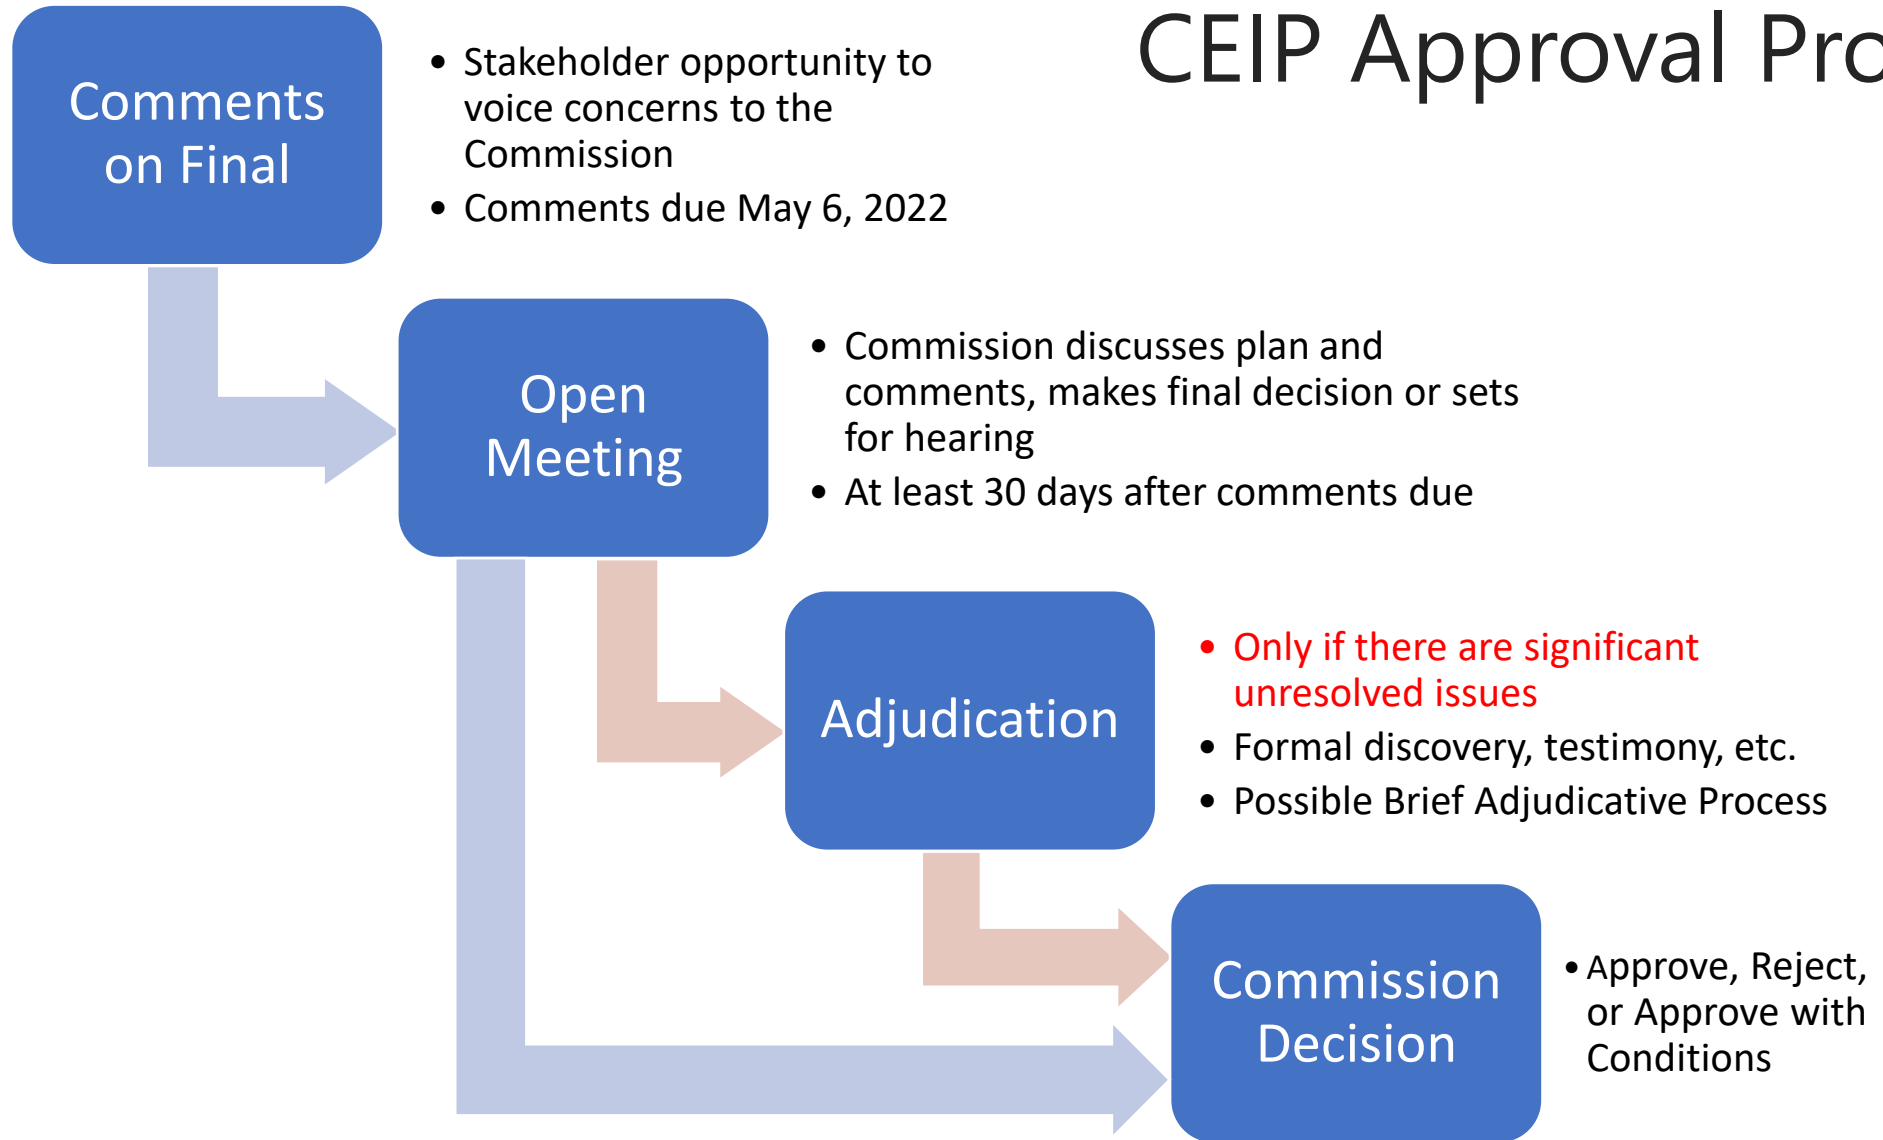 CEIP Approval Pro
Comments
on Final
• Stakeholder opportunity to
voice concerns to the
Commission
• Comments due May 6, 2022
Open
Meeting
• Commission discusses plan and
comments, makes final decision or sets
for hearing
• At least 30 days after comments due
Adjudication
• Only if there are significant
unresolved issues
• Formal discovery, testimony, etc.
• Possible Brief Adjudicative Process
Commission
Decision
• Approve, Reject,
or Approve with
Conditions